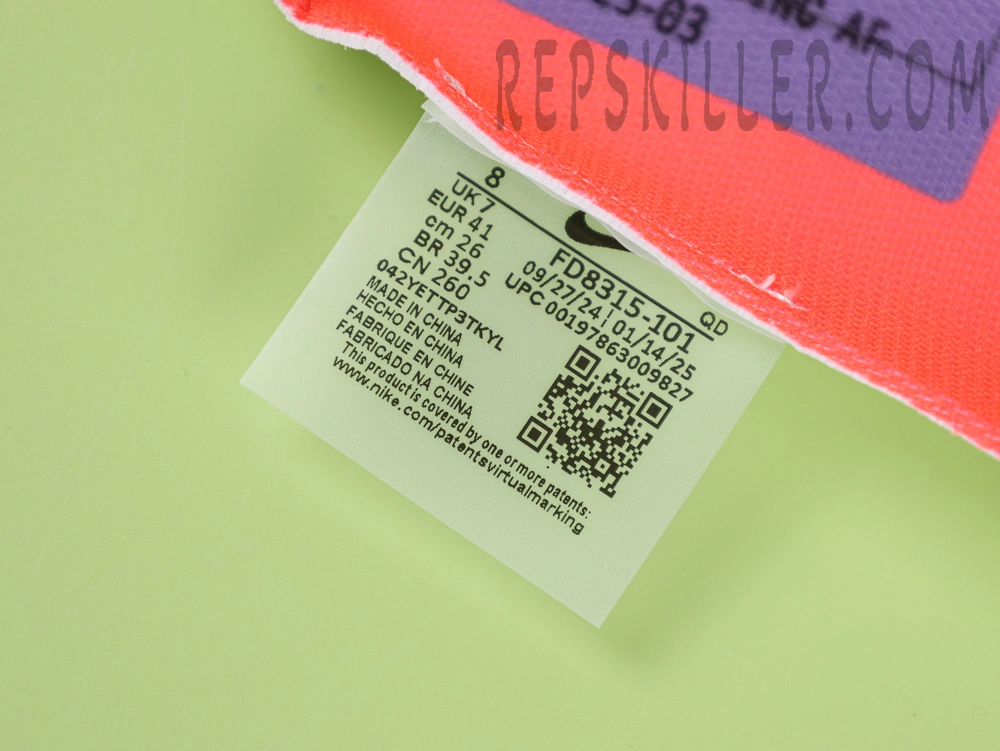 REPSKILLER.COM
8
UK 7
EUR 41
cm 26
BR 39.5
CN 260
042YETTP3TKYL
MADE IN CHINA
HECHO EN CHINA
FABRIQUE EN CHINE
FABRICADO NA CHINA
This product is covered by one or more patents:
www.nike.com/patentsvirtualmarking
QD
FD8315-101
09/27/24 | 01/14/25
UPC 00197863009827